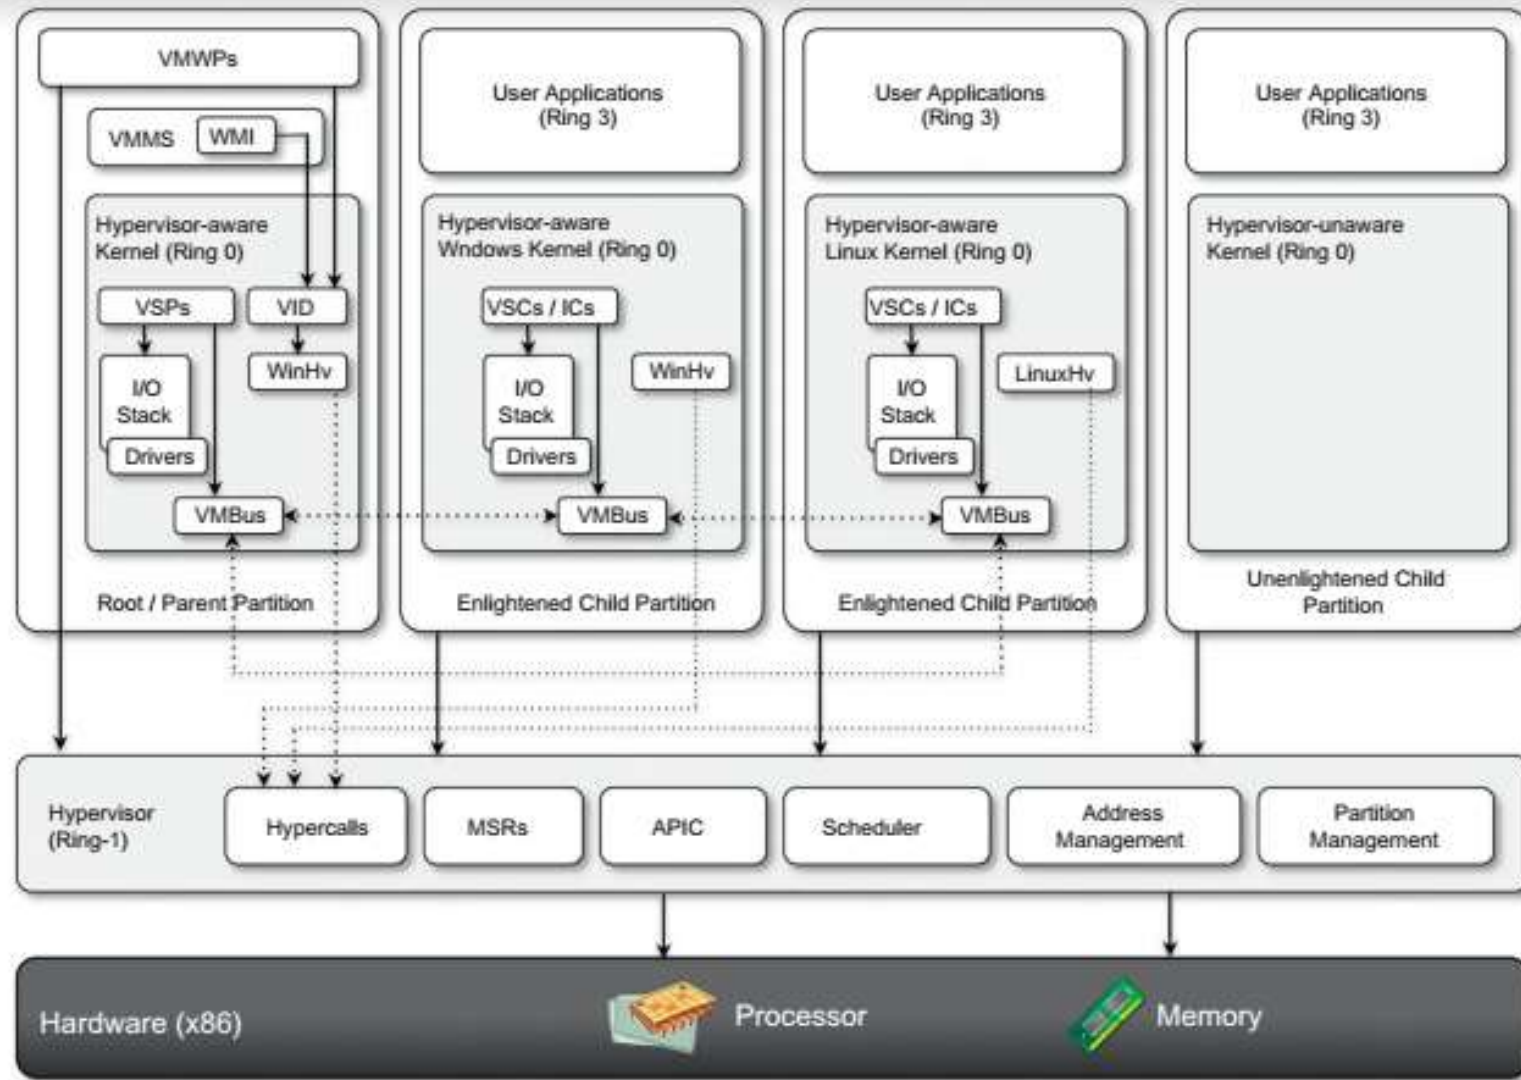 VMWPs
VMMS
WMI
Hypervisor-aware
Kernel (Ring 0)
VSPs
VID
WinHv
I/O
Stack
Drivers
VMBus
Root / Parent Partition
User Applications
(Ring 3)
Hypervisor-aware
Wndows Kernel (Ring 0)
VSCs / ICs
I/O
Stack
WinHv
Drivers
VMBus
Enlightened Child Partition
User Applications
(Ring 3)
Hypervisor-aware
Linux Kernel (Ring 0)
VSCs / ICs
I/O
Stack
LinuxHv
Drivers
VMBus
Enlightened Child Partition
User Applications
(Ring 3)
Hypervisor-unaware
Kernel (Ring 0)
Unenlightened Child
Partition
Hypervisor
(Ring-1)
Hypercalls
MSRs
APIC
Scheduler
Address
Management
Partition
Management
Hardware (x86)
Processor
Memory